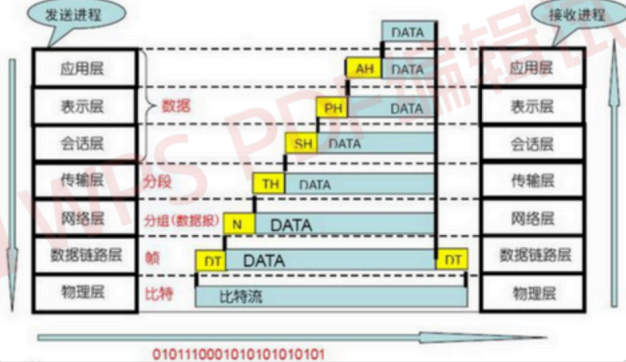 发送进程
接收进程
DATA
应用层
AH DATA
应用层
表示层
数据
PH DATA
表示层
会话层
SH DATA
会话层
传输层
分段
TH DATA
传输层
网络层
分组(数据报)
N DATA
网络层
数据链路层
帧
DT DATA DT
数据链路层
物理层
比特
比特流
物理层
0101110001010101010101
WPS PDF编辑